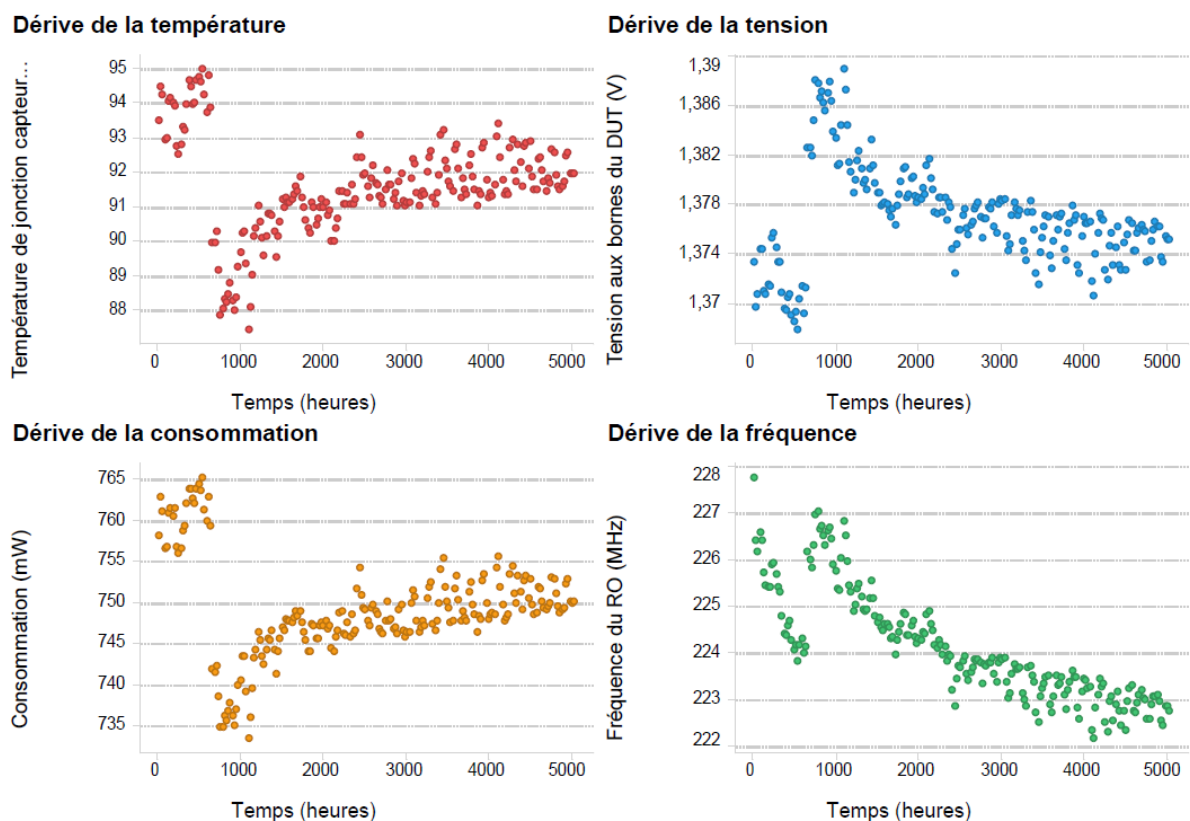 Dérive de la température
Température de jonction capteur...
95
94
93
92
91
90
89
88
0 1000 2000 3000 4000 5000
Temps (heures)
Dérive de la tension
Tension aux bornes du DUT (V)
1,39
1,386
1,382
1,378
1,374
1,37
0 1000 2000 3000 4000 5000
Temps (heures)
Dérive de la consommation
Consommation (mW)
765
760
755
750
745
740
735
0 1000 2000 3000 4000 5000
Temps (heures)
Dérive de la fréquence
Fréquence du RO (MHz)
228
227
226
225
224
223
222
0 1000 2000 3000 4000 5000
Temps (heures)